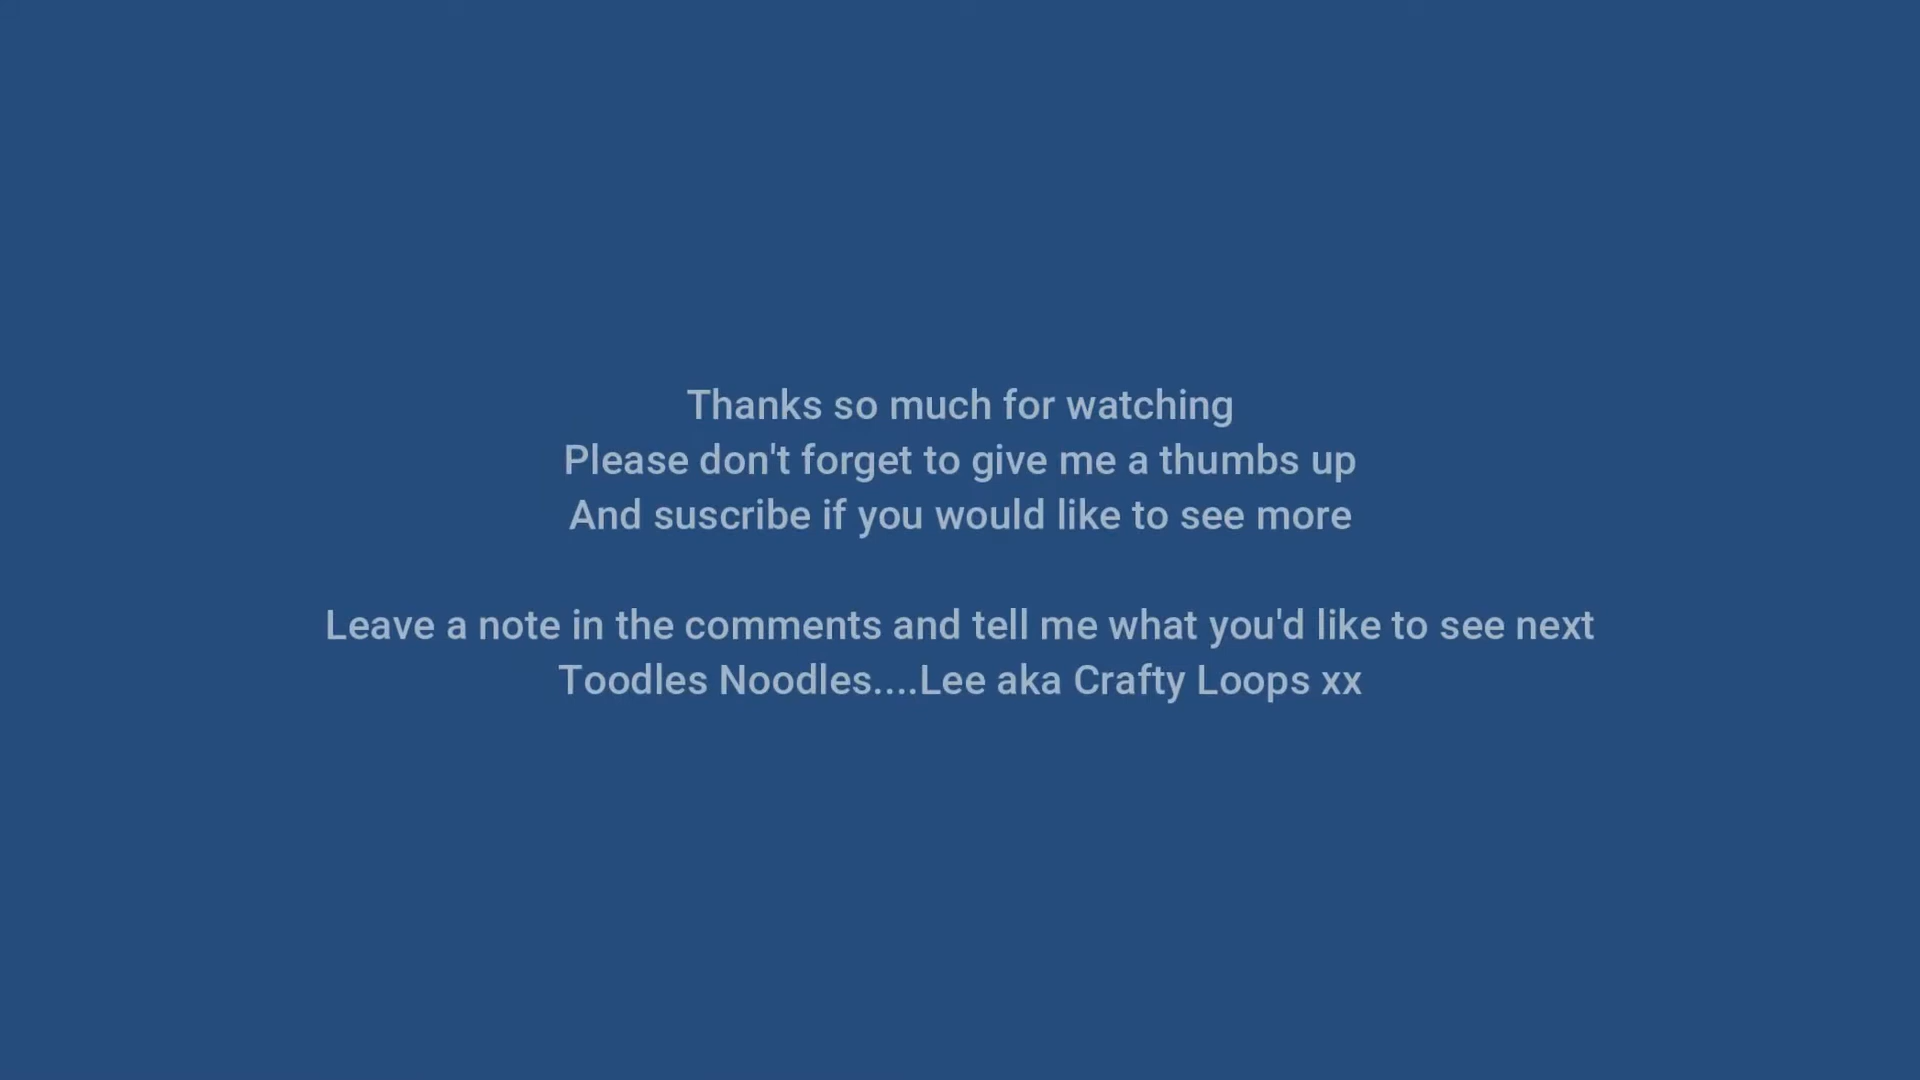 Thanks so much for watching
Please don't forget to give me a thumbs up
And suscribe if you would like to see more
Leave a note in the comments and tell me what you'd like to see next
Toodles Noodles....Lee aka Crafty Loops xx